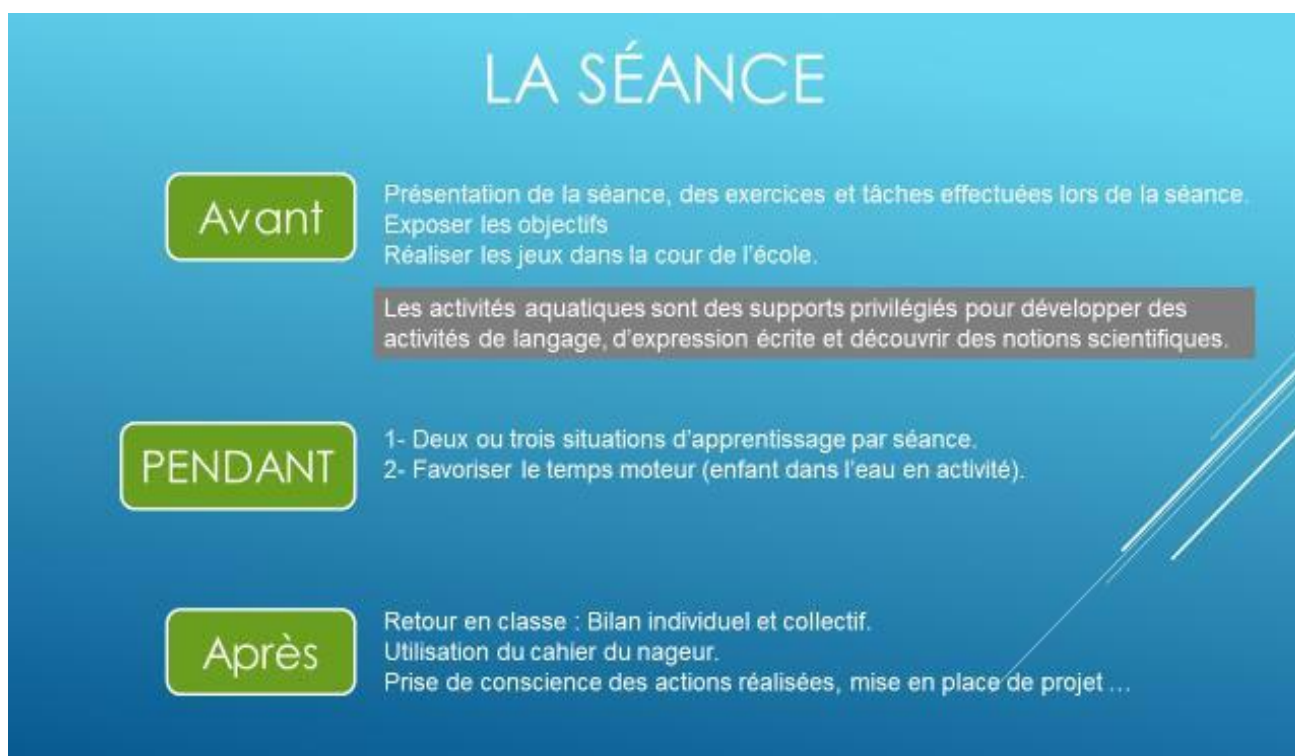 LA SÉANCE
Avant
Présentation de la séance, des exercices et tâches effectuées lors de la séance.
Exposer les objectifs
Réaliser les jeux dans la cour de l'école.
Les activités aquatiques sont des supports privilégiés pour développer des
activités de langage, d'expression écrite et découvrir des notions scientifiques.
PENDANT
1- Deux ou trois situations d'apprentissage par séance.
2- Favoriser le temps moteur (enfant dans l'eau en activité).
Après
Retour en classe : Bilan individuel et collectif.
Utilisation du cahier du nageur.
Prise de conscience des actions réalisées, mise en place de projet ...